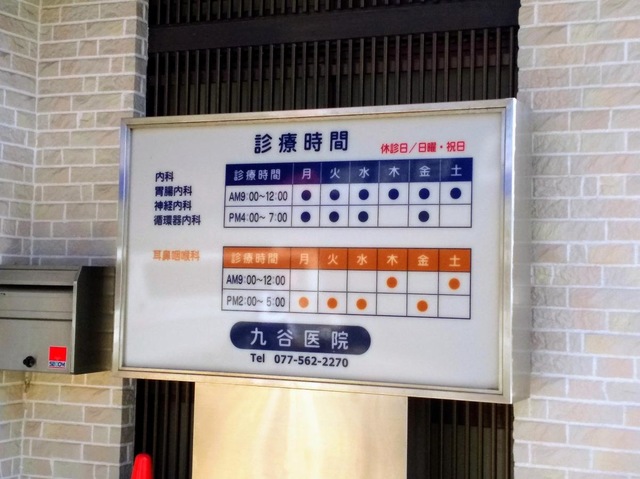 診療時間
休診日/日曜・祝日
内科
胃腸内科
神経内科
循環器内科
診療時間 月 火 水 木 金 土
AM9:00〜12:00 ● ● ● ● ● ●
PM4:00〜7:00 ● ● ● ●
耳鼻咽喉科
診療時間 月 火 水 木 金 土
AM9:00〜12:00 ● ●
PM2:00〜5:00 ● ● ● ●
九谷医院
Tel 077-562-2270